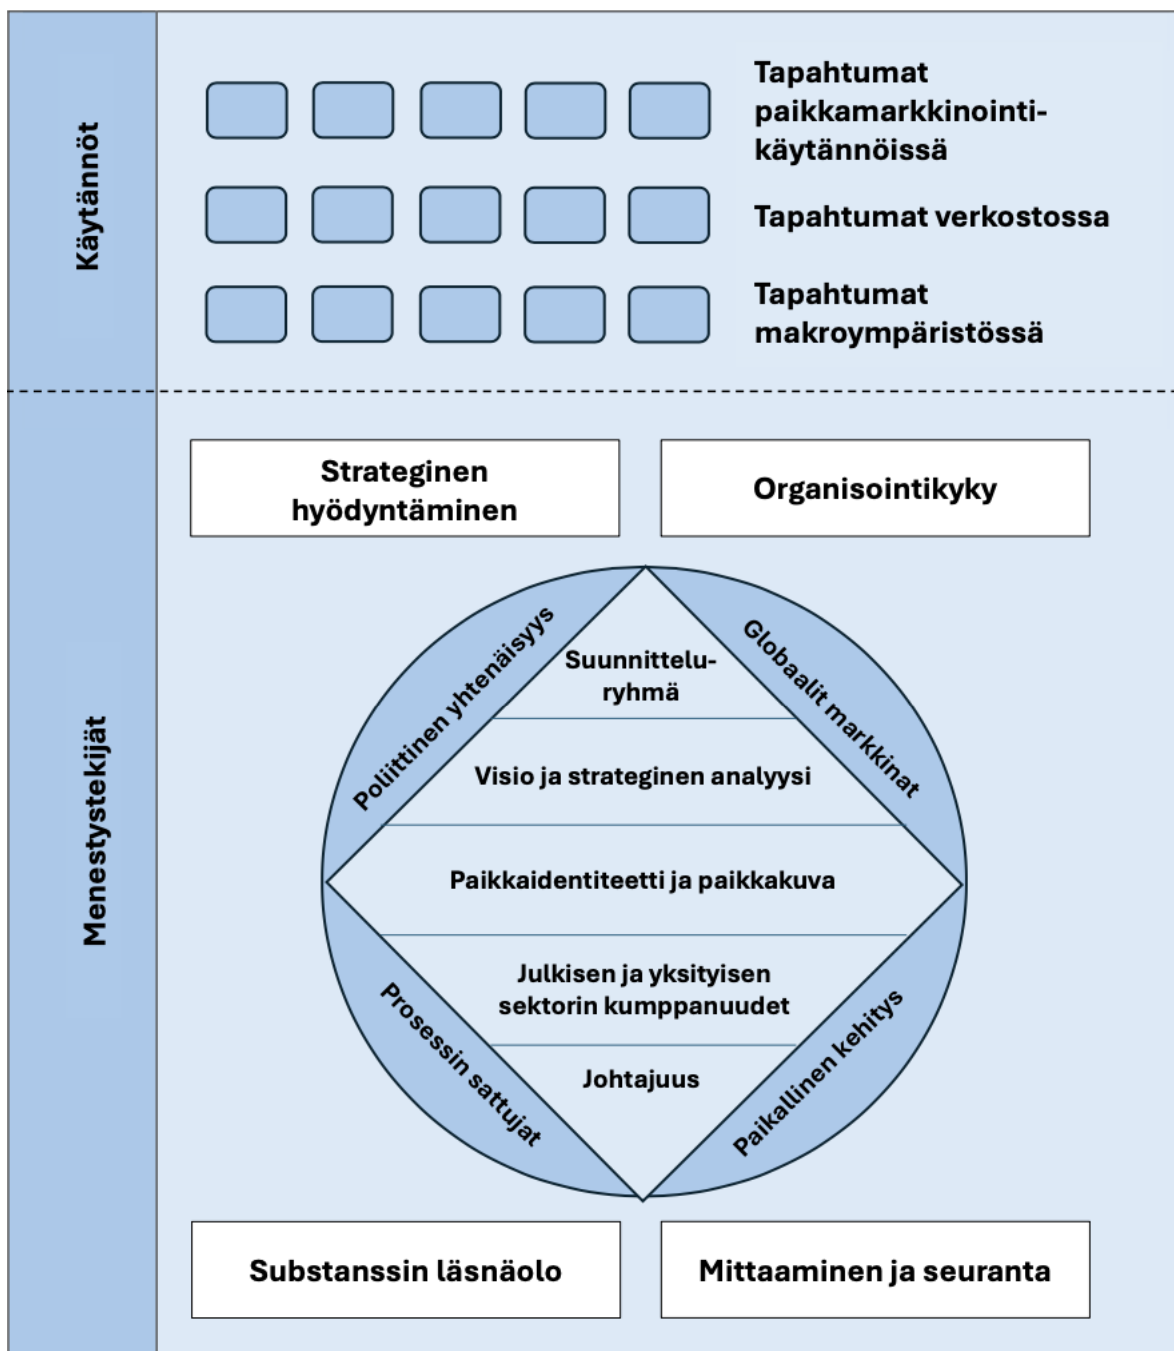 Käytännöt
Tapahtumat
paikkamarkkinointi-
käytännöissä
Tapahtumat verkostossa
Tapahtumat
makroympäristössä
Menestystekijät
Strateginen
hyödyntäminen
Organisointikyky
Poliittinen yhtenäisyys
Globaalit markkinat
Suunnittelu-
ryhmä
Visio ja strateginen analyysi
Paikkaidentiteetti ja paikkakuva
Julkisen ja yksityisen
sektorin kumppanuudet
Johtajuus
Prosessin sattujat
Paikallinen kehitys
Substanssin läsnäolo
Mittaaminen ja seuranta